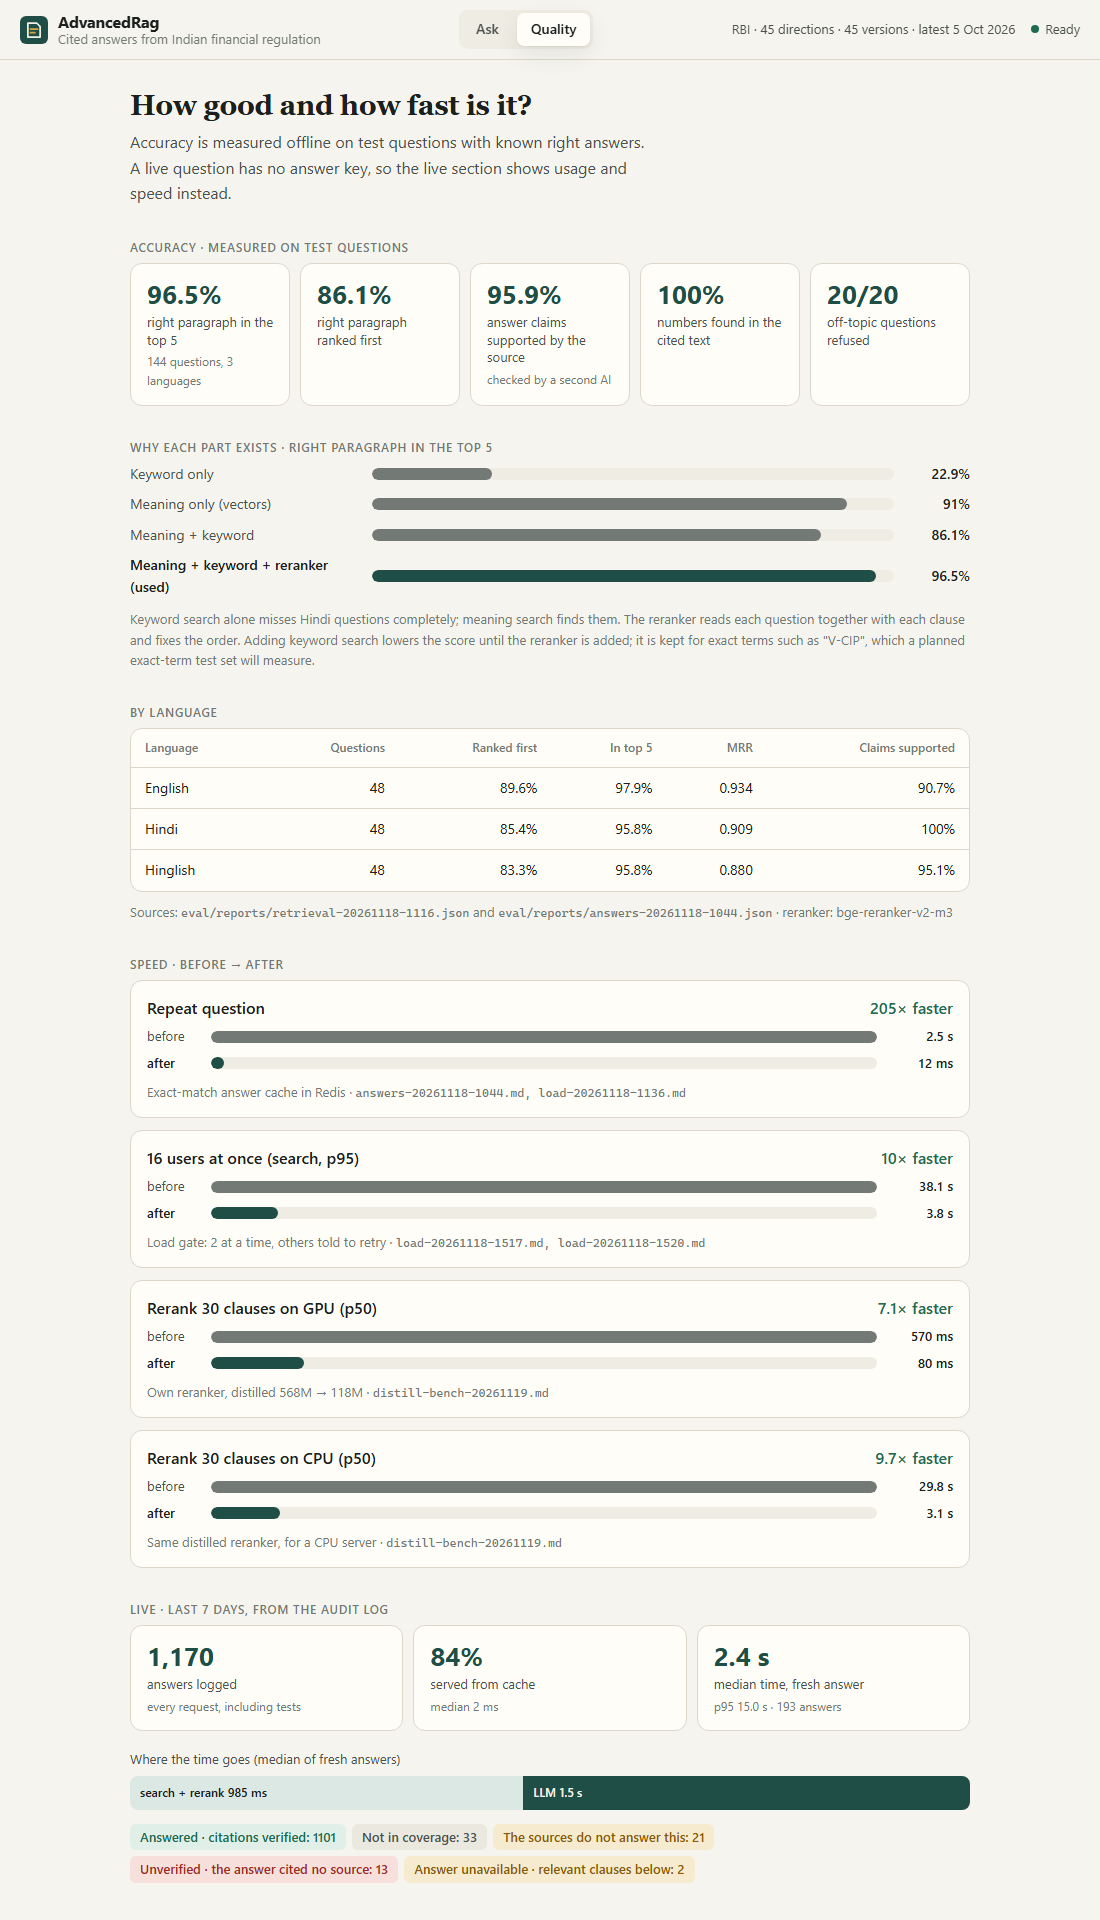 AdvancedRag
Cited answers from Indian financial regulation
Ask
Quality
RBI · 45 directions · 45 versions · latest 5 Oct 2026
Ready
How good and how fast is it?
Accuracy is measured offline on test questions with known right answers.
A live question has no answer key, so the live section shows usage and
speed instead.
ACCURACY · MEASURED ON TEST QUESTIONS
96.5%
right paragraph in the
top 5
144 questions, 3
languages
86.1%
right paragraph
ranked first
95.9%
answer claims
supported by the
source
checked by a second AI
100%
numbers found in the
cited text
20/20
off-topic questions
refused
WHY EACH PART EXISTS · RIGHT PARAGRAPH IN THE TOP 5
Keyword only 22.9%
Meaning only (vectors) 91%
Meaning + keyword 86.1%
Meaning + keyword + reranker
(used) 96.5%
Keyword search alone misses Hindi questions completely; meaning search finds them. The reranker reads each question together with each clause
and fixes the order. Adding keyword search lowers the score until the reranker is added; it is kept for exact terms such as "V-CIP", which a planned
exact-term test set will measure.
BY LANGUAGE
Language Questions Ranked first In top 5 MRR Claims supported
English 48 89.6% 97.9% 0.934 90.7%
Hindi 48 85.4% 95.8% 0.909 100%
Hinglish 48 83.3% 95.8% 0.880 95.1%
Sources: eval/reports/retrieval-20261118-1116.json and eval/reports/answers-20261118-1044.json · reranker: bge-reranker-v2-m3
SPEED · BEFORE → AFTER
Repeat question 205× faster
before 2.5 s
after 12 ms
Exact-match answer cache in Redis · answers-20261118-1044.md, load-20261118-1136.md
16 users at once (search, p95) 10× faster
before 38.1 s
after 3.8 s
Load gate: 2 at a time, others told to retry · load-20261118-1517.md, load-20261118-1520.md
Rerank 30 clauses on GPU (p50) 7.1× faster
before 570 ms
after 80 ms
Own reranker, distilled 568M → 118M · distill-bench-20261119.md
Rerank 30 clauses on CPU (p50) 9.7× faster
before 29.8 s
after 3.1 s
Same distilled reranker, for a CPU server · distill-bench-20261119.md
LIVE · LAST 7 DAYS, FROM THE AUDIT LOG
1,170
answers logged
every request, including tests
84%
served from cache
median 2 ms
2.4 s
median time, fresh answer
p95 15.0 s · 193 answers
Where the time goes (median of fresh answers)
search + rerank 985 ms
LLM 1.5 s
Answered · citations verified: 1101
Not in coverage: 33
The sources do not answer this: 21
Unverified · the answer cited no source: 13
Answer unavailable · relevant clauses below: 2